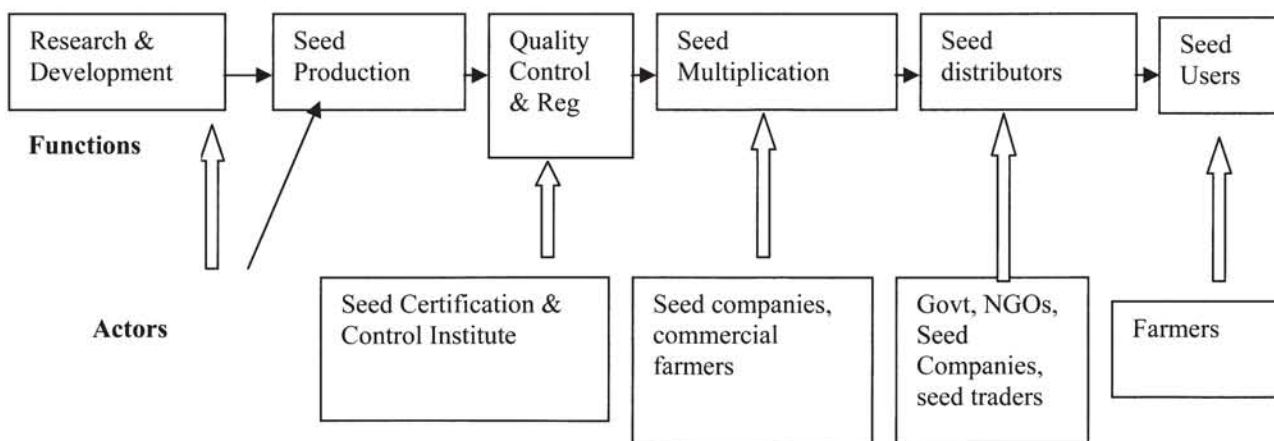 Research &
Development
Seed
Production
Quality
Control
& Reg
Seed
Multiplication
Seed
distributors
Seed
Users
Functions
Actors
Seed Certification &
Control Institute
Seed companies,
commercial
farmers
Govt, NGOs,
Seed
Companies,
seed traders
Farmers